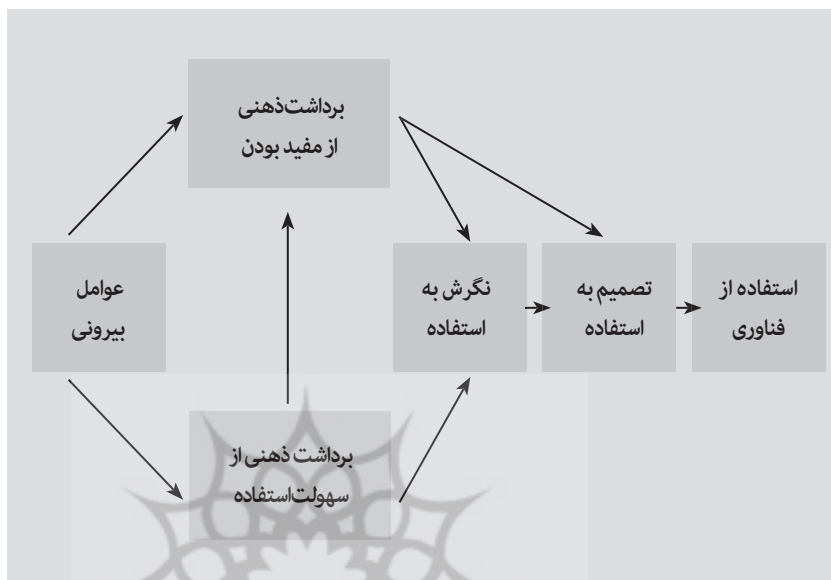 برداشت‌ذهنی
از مفید بودن
عوامل
بیرونی
نگرش به
استفاده
تصمیم به
استفاده
استفاده از
فناوری
برداشت ذهنی از
سهولت‌استفاده